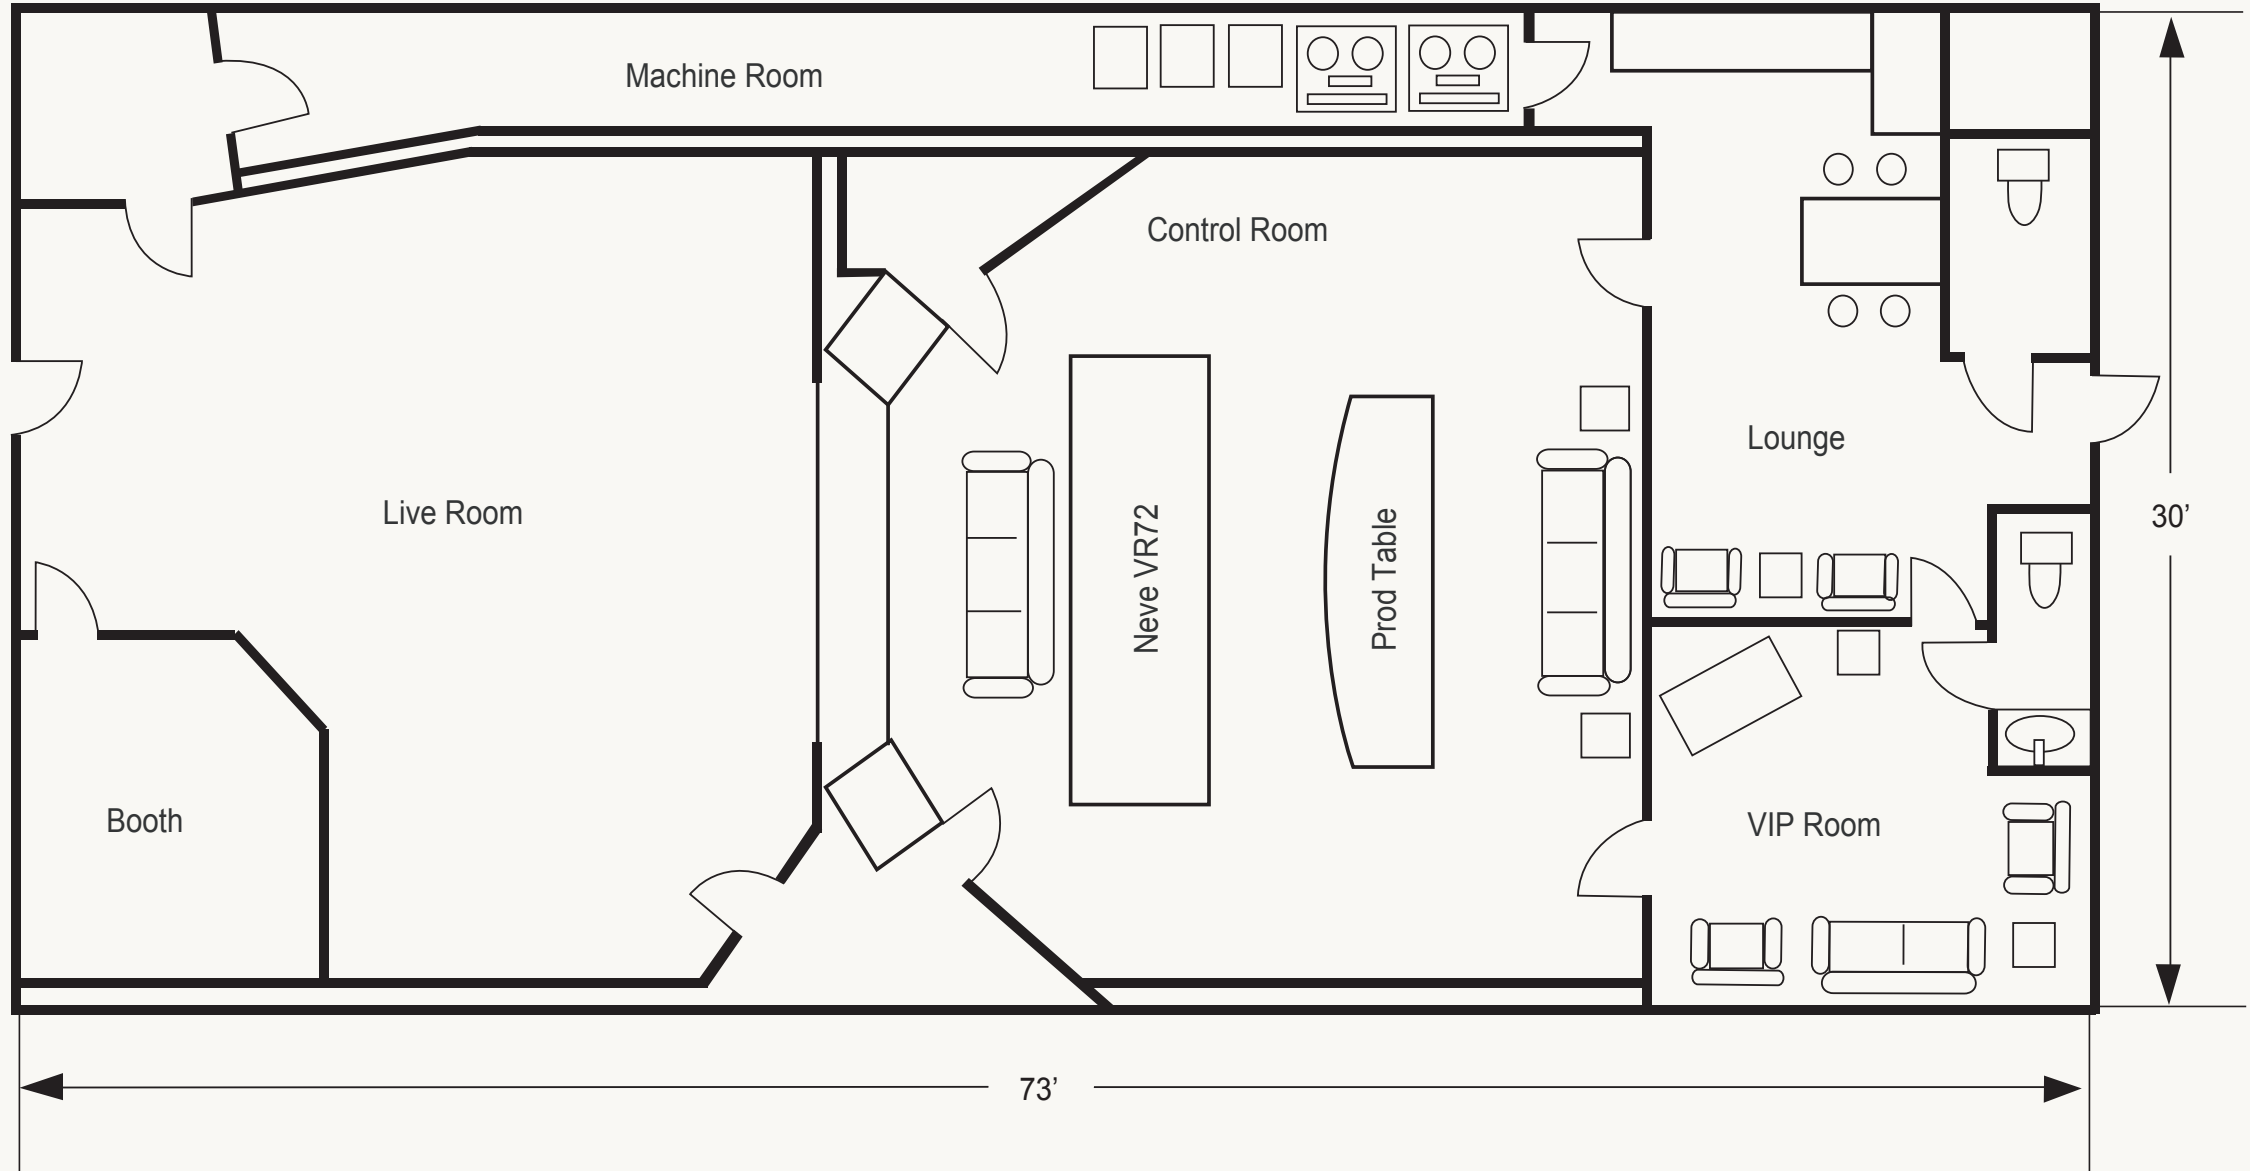 Machine Room
Control Room
Lounge
30’
Live Room
Neve VR72
Prod Table
Booth
VIP Room
73’